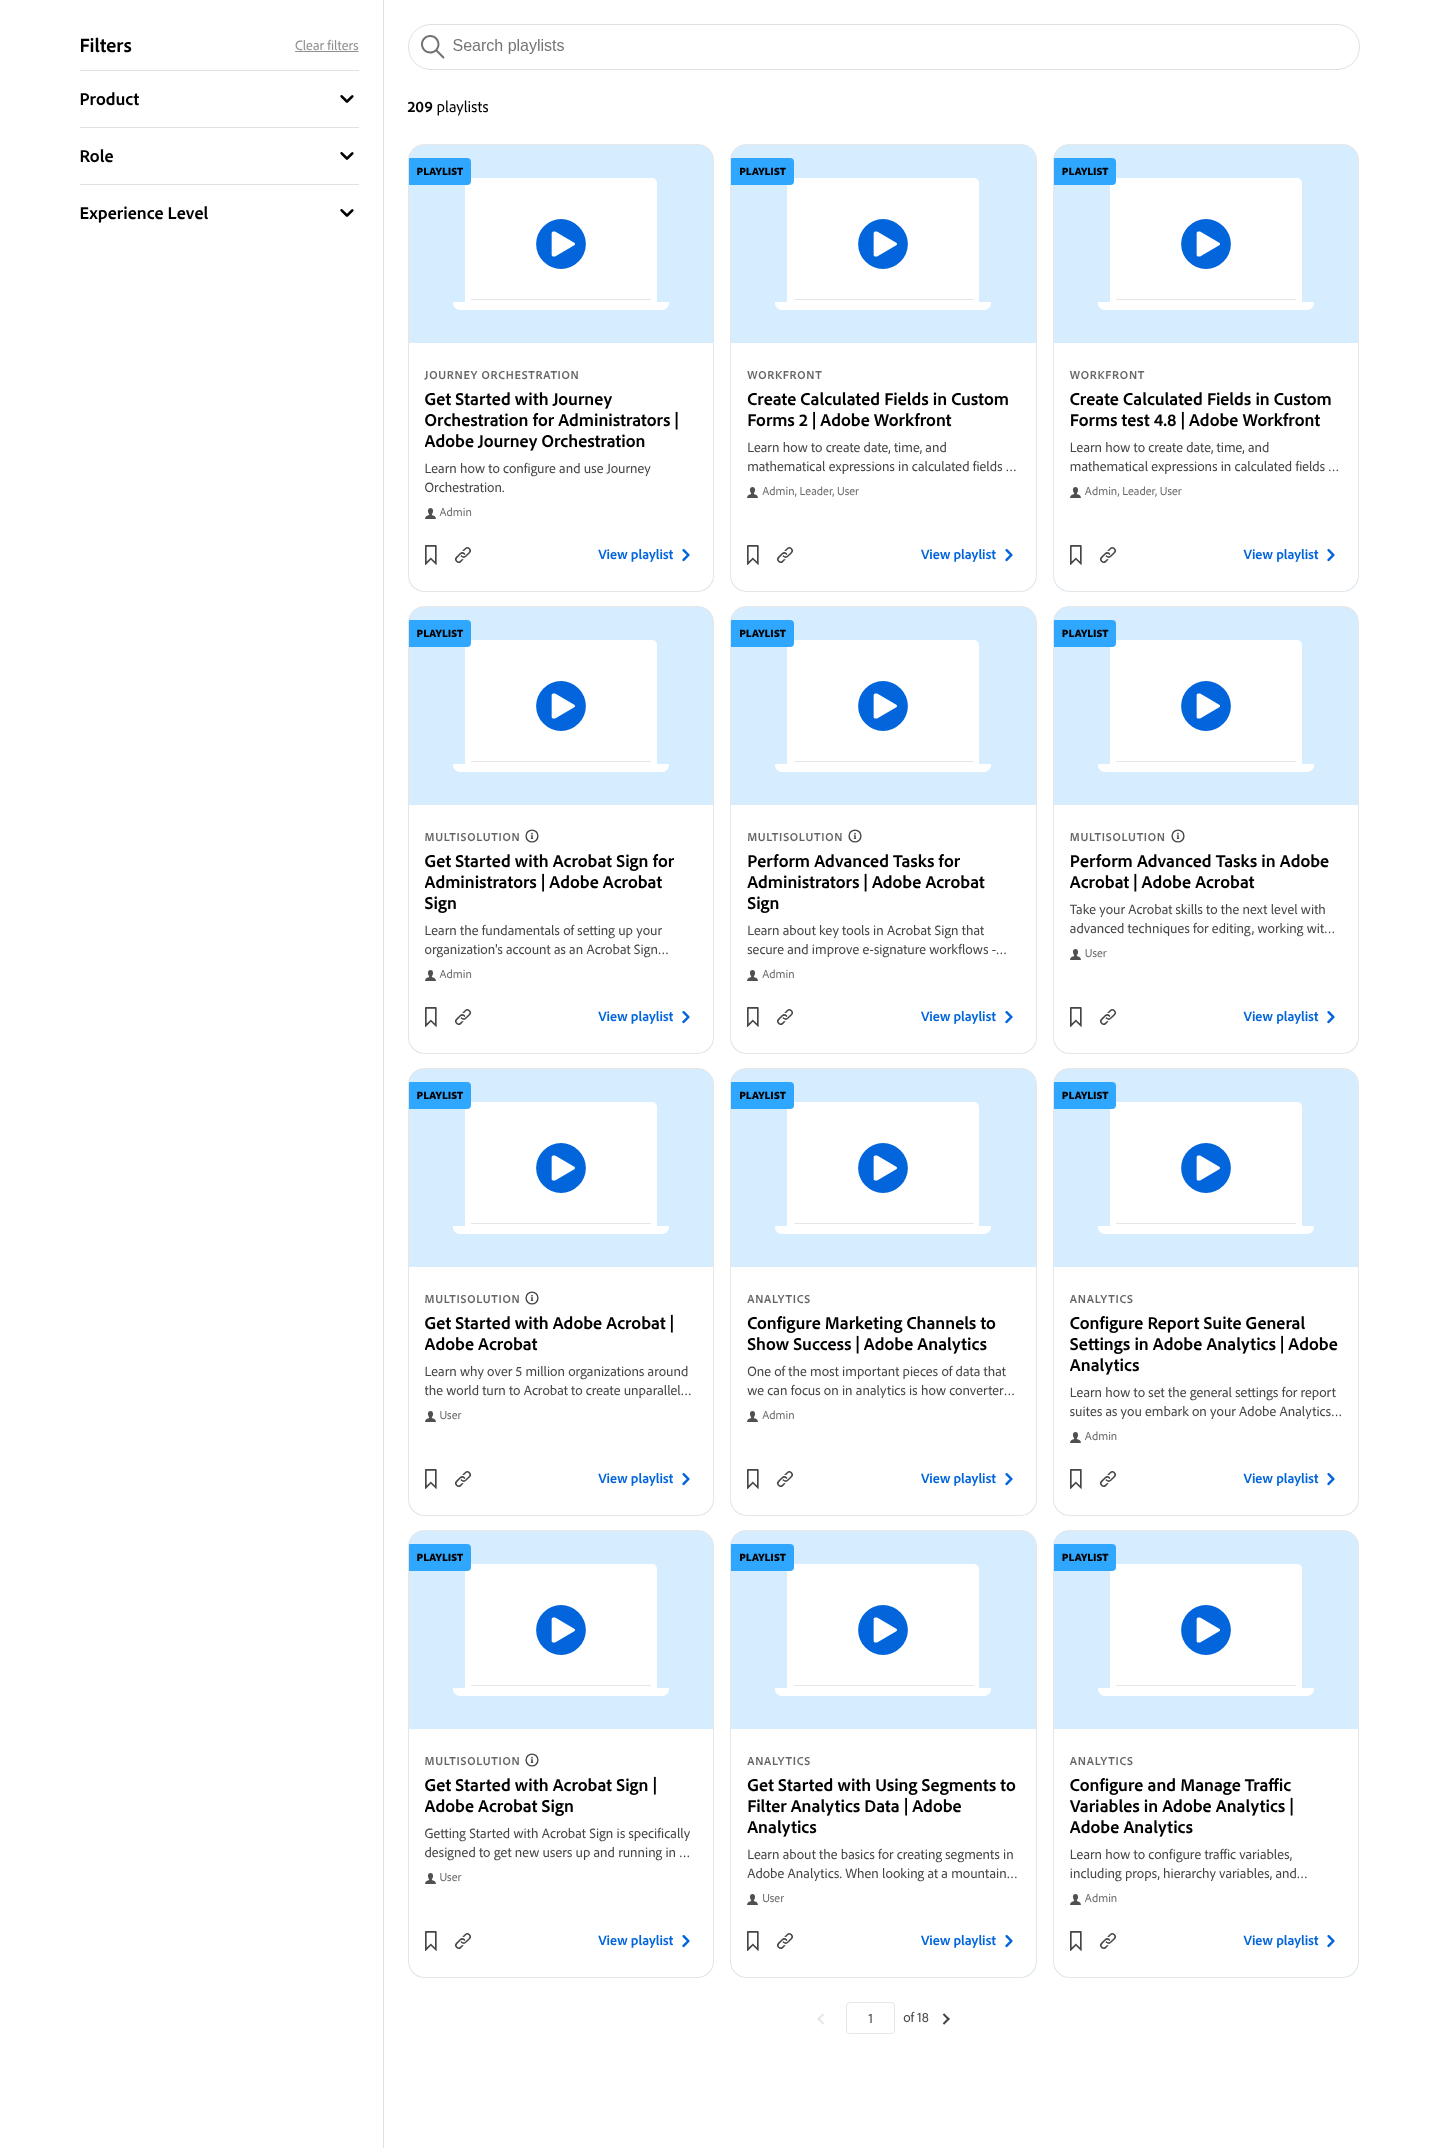 Filters
Clear filters
Product
Role
Experience Level
Search playlists
209 playlists
PLAYLIST
JOURNEY ORCHESTRATION
Get Started with Journey
Orchestration for Administrators |
Adobe Journey Orchestration
Learn how to configure and use Journey
Orchestration.
Admin
View playlist
PLAYLIST
WORKFRONT
Create Calculated Fields in Custom
Forms 2 | Adobe Workfront
Learn how to create date, time, and
mathematical expressions in calculated fields ...
Admin, Leader, User
View playlist
PLAYLIST
WORKFRONT
Create Calculated Fields in Custom
Forms test 4.8 | Adobe Workfront
Learn how to create date, time, and
mathematical expressions in calculated fields ...
Admin, Leader, User
View playlist
PLAYLIST
MULTISOLUTION
Get Started with Acrobat Sign for
Administrators | Adobe Acrobat
Sign
Learn the fundamentals of setting up your
organization's account as an Acrobat Sign...
Admin
View playlist
PLAYLIST
MULTISOLUTION
Perform Advanced Tasks for
Administrators | Adobe Acrobat
Sign
Learn about key tools in Acrobat Sign that
secure and improve e-signature workflows -...
Admin
View playlist
PLAYLIST
MULTISOLUTION
Perform Advanced Tasks in Adobe
Acrobat | Adobe Acrobat
Take your Acrobat skills to the next level with
advanced techniques for editing, working wit...
User
View playlist
PLAYLIST
MULTISOLUTION
Get Started with Adobe Acrobat |
Adobe Acrobat
Learn why over 5 million organizations around
the world turn to Acrobat to create unparallel...
User
View playlist
PLAYLIST
ANALYTICS
Configure Marketing Channels to
Show Success | Adobe Analytics
One of the most important pieces of data that
we can focus on in analytics is how converter...
Admin
View playlist
PLAYLIST
ANALYTICS
Configure Report Suite General
Settings in Adobe Analytics | Adobe
Analytics
Learn how to set the general settings for report
suites as you embark on your Adobe Analytics...
Admin
View playlist
PLAYLIST
MULTISOLUTION
Get Started with Acrobat Sign |
Adobe Acrobat Sign
Getting Started with Acrobat Sign is specifically
designed to get new users up and running in ...
User
View playlist
PLAYLIST
ANALYTICS
Get Started with Using Segments to
Filter Analytics Data | Adobe
Analytics
Learn about the basics for creating segments in
Adobe Analytics. When looking at a mountain...
User
View playlist
PLAYLIST
ANALYTICS
Configure and Manage Traffic
Variables in Adobe Analytics |
Adobe Analytics
Learn how to configure traffic variables,
including props, hierarchy variables, and...
Admin
View playlist
1 of 18